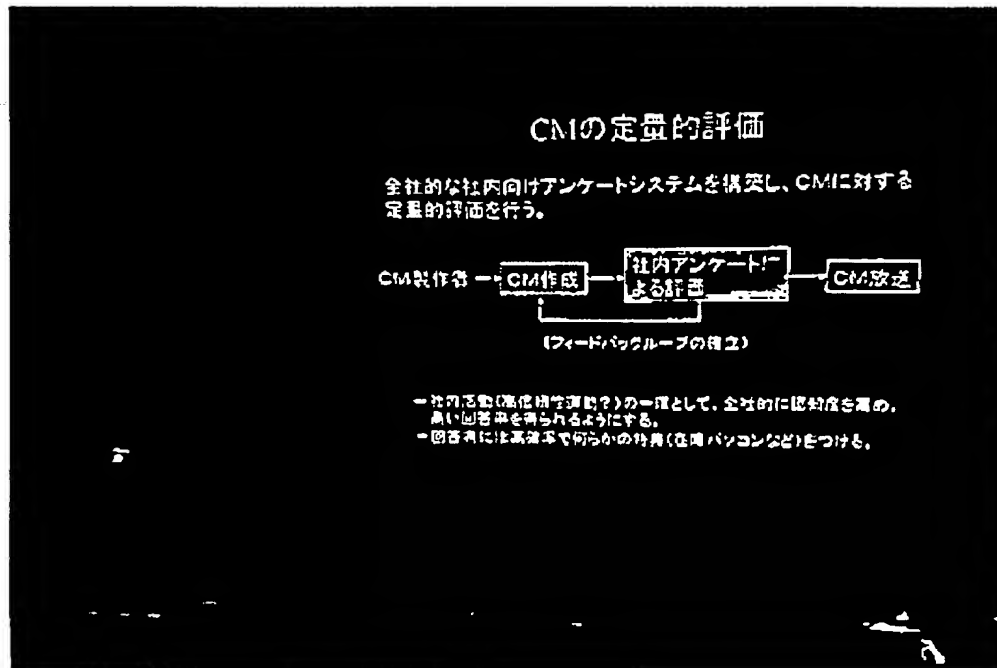 CMの定量的評価
全社的な社内向けアンケートシステムを構築し、CMに対する
定量的評価を行う。
CM製作者
CM作成
社内アンケートに
よる評価
CM放送
(フィードバックループの確立)
ー社内活動(高信頼性運動?)の一環として、全社的に認知度を高め、
高い回答率を得られるようにする。
ー回答者には高確率で何らかの特典(在庫パソコンなど)をつける。